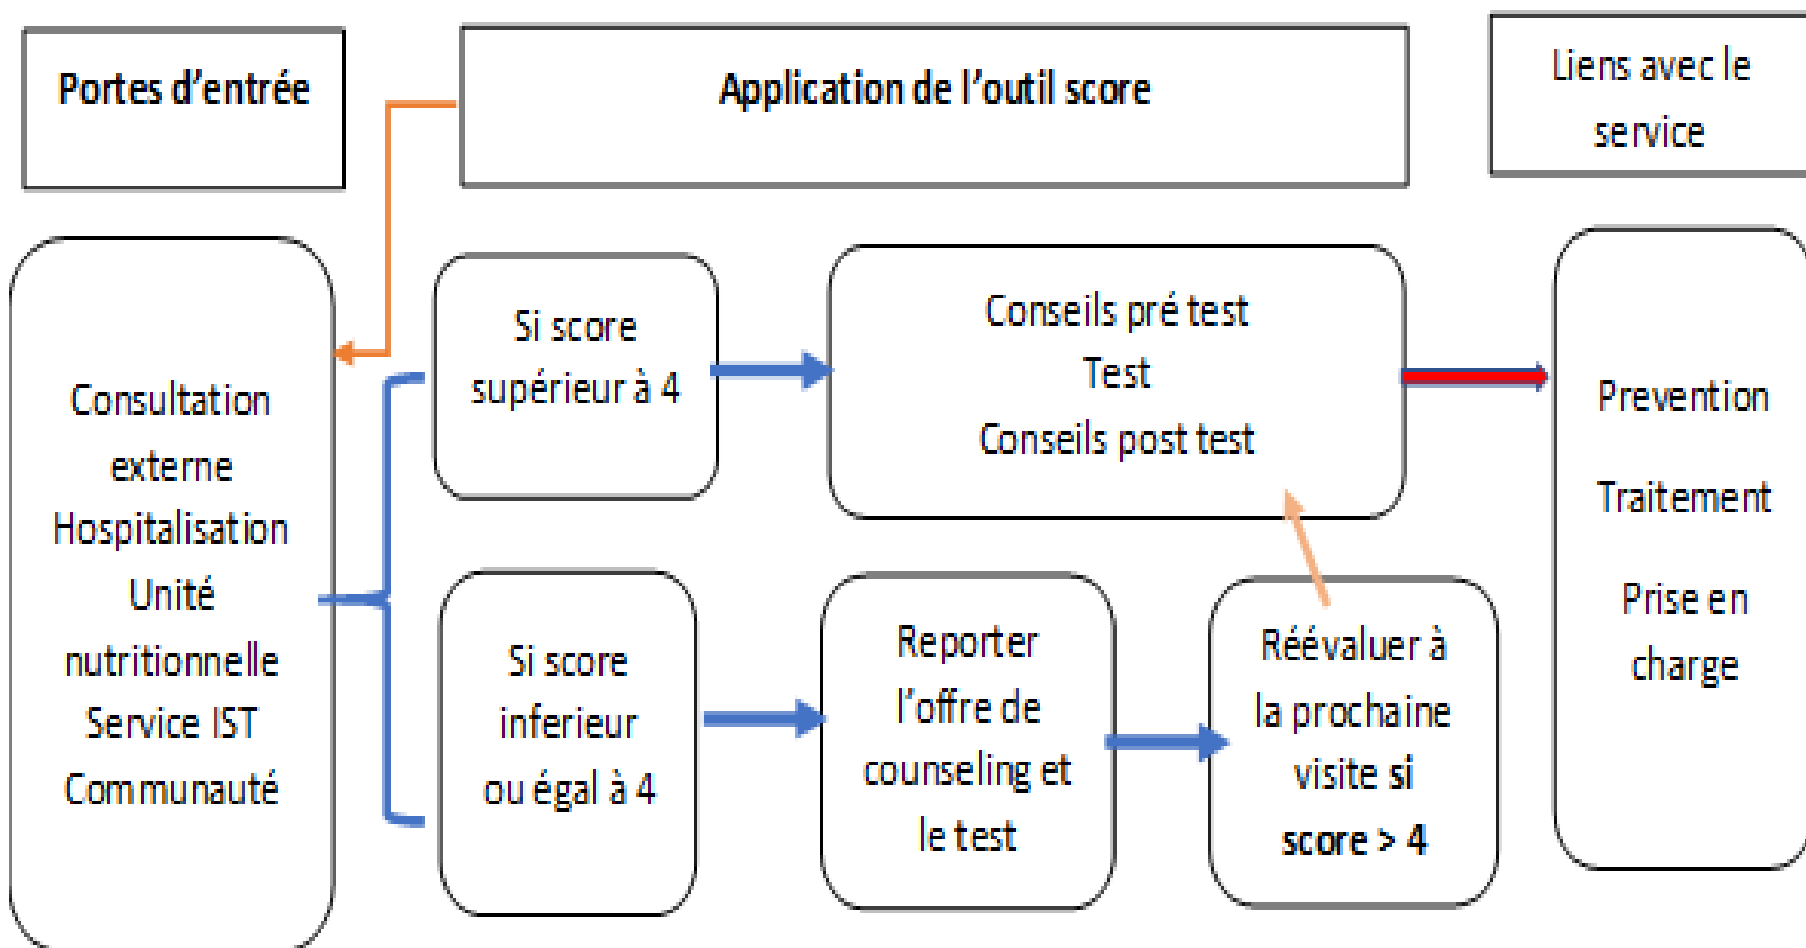 Portes d'entrée
Application de l'outil score
Liens avec le
service
Consultation
externe
Hospitalisation
Unité
nutritionnelle
Service IST
Communauté
Si score
supérieur à 4
Conseils pré test
Test
Conseils post test
Si score
inferieur
ou égal à 4
Reporter
l'offre de
counseling et
le test
Réévaluer à
la prochaine
visite si
score > 4
Prevention
Traitement
Prise en
charge